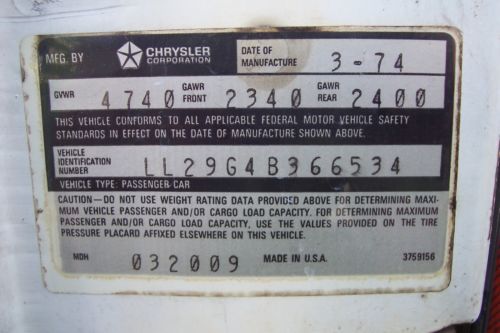 MFG. BY CHRYSLER CORPORATION DATE OF MANUFACTURE 3-74
GVWR 4740 GAWR FRONT 2340 GAWR REAR 2400
THIS VEHICLE CONFORMS TO ALL APPLICABLE FEDERAL MOTOR VEHICLE SAFETY
STANDARDS IN EFFECT ON THE DATE OF MANUFACTURE SHOWN ABOVE.
VEHICLE IDENTIFICATION NUMBER LL29G4B366534
VEHICLE TYPE: PASSENGER CAR
CAUTION—DO NOT USE WEIGHT RATING DATA PROVIDED ABOVE FOR DETERMINING MAXI-
MUM VEHICLE PASSENGER AND/OR CARGO LOAD CAPACITY. FOR DETERMINING MAXIMUM
PASSENGER AND/OR CARGO LOAD CAPACITY, USE THE VALUES PROVIDED ON THE TIRE
PRESSURE PLACARD AFFIXED ELSEWHERE ON THIS VEHICLE.
MDH 032009 MADE IN U.S.A. 3759156